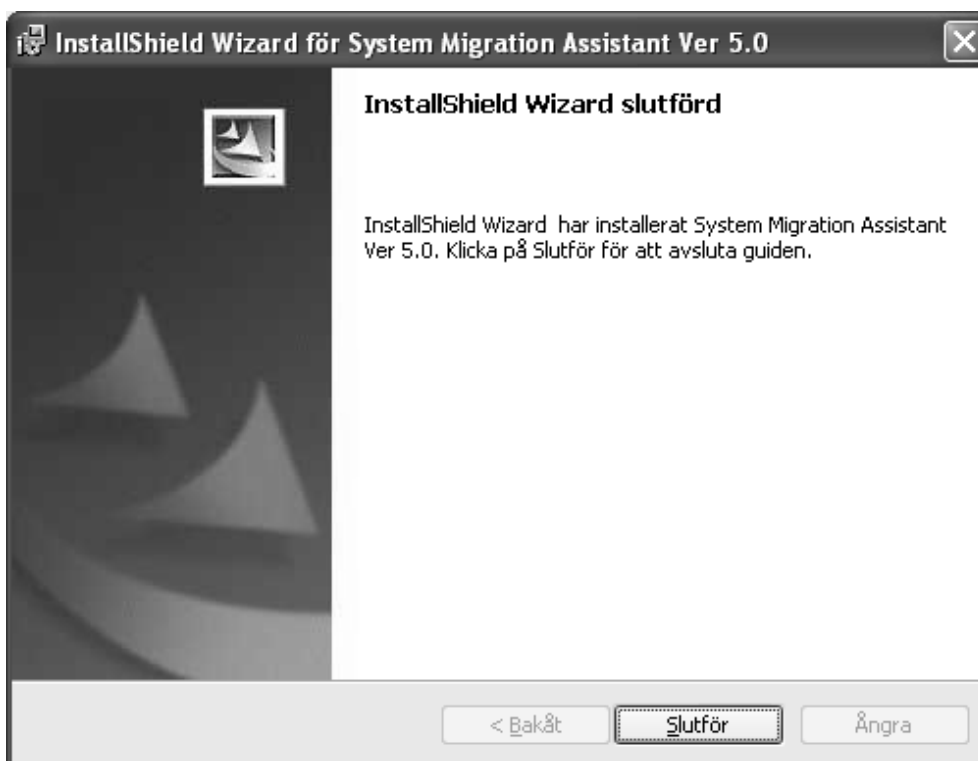 InstallShield Wizard för System Migration Assistant Ver 5.0
InstallShield Wizard slutförd
InstallShield Wizard har installerat System Migration Assistant
Ver 5.0. Klicka på Slutför för att avsluta guiden.
< Bakåt
Slutför
Ångra